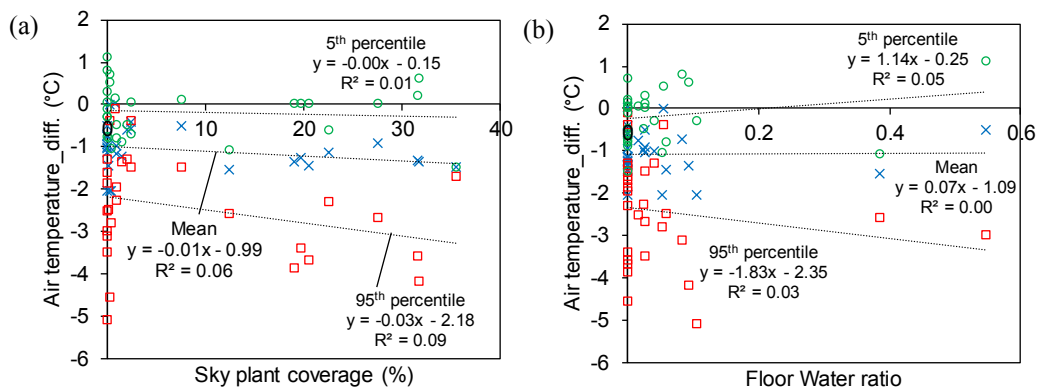 (a)
Air temperature_diff. (°C)
2
1
0
-1
-2
-3
-4
-5
-6
0
10
20
30
40
5th percentile
y = -0.00x - 0.15
R² = 0.01
Mean
y = -0.01x - 0.99
R² = 0.06
95th percentile
y = -0.03x - 2.18
R² = 0.09
Sky plant coverage (%)
(b)
Air temperature_diff. (°C)
2
1
0
-1
-2
-3
-4
-5
-6
0
0.2
0.4
0.6
5th percentile
y = 1.14x - 0.25
R² = 0.05
Mean
y = 0.07x - 1.09
R² = 0.00
95th percentile
y = -1.83x - 2.35
R² = 0.03
Floor Water ratio